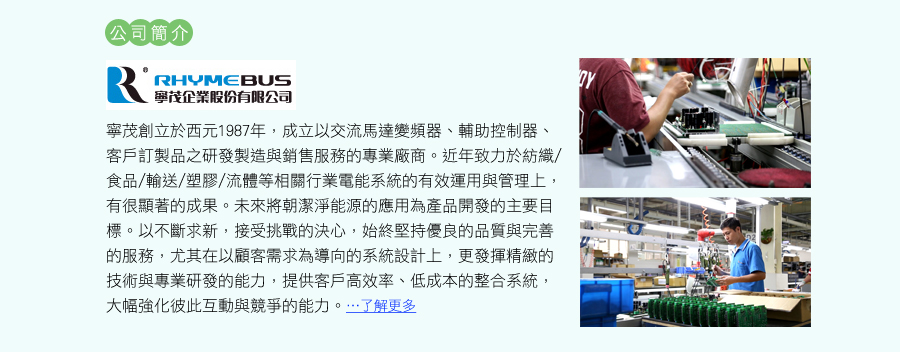 公司簡介
R® RHYMEBUS
寧茂企業股份有限公司
寧茂創立於西元1987年，成立以交流馬達變頻器、輔助控制器、
客戶訂製品之研發製造與銷售服務的專業廠商。近年致力於紡織/
食品/輸送/塑膠/流體等相關行業電能系統的有效運用與管理上，
有很顯著的成果。未來將朝潔淨能源的應用為產品開發的主要目
標。以不斷求新，接受挑戰的決心，始終堅持優良的品質與完善
的服務，尤其在以顧客需求為導向的系統設計上，更發揮精緻的
技術與專業研發的能力，提供客戶高效率、低成本的整合系統，
大幅強化彼此互動與競爭的能力。…了解更多